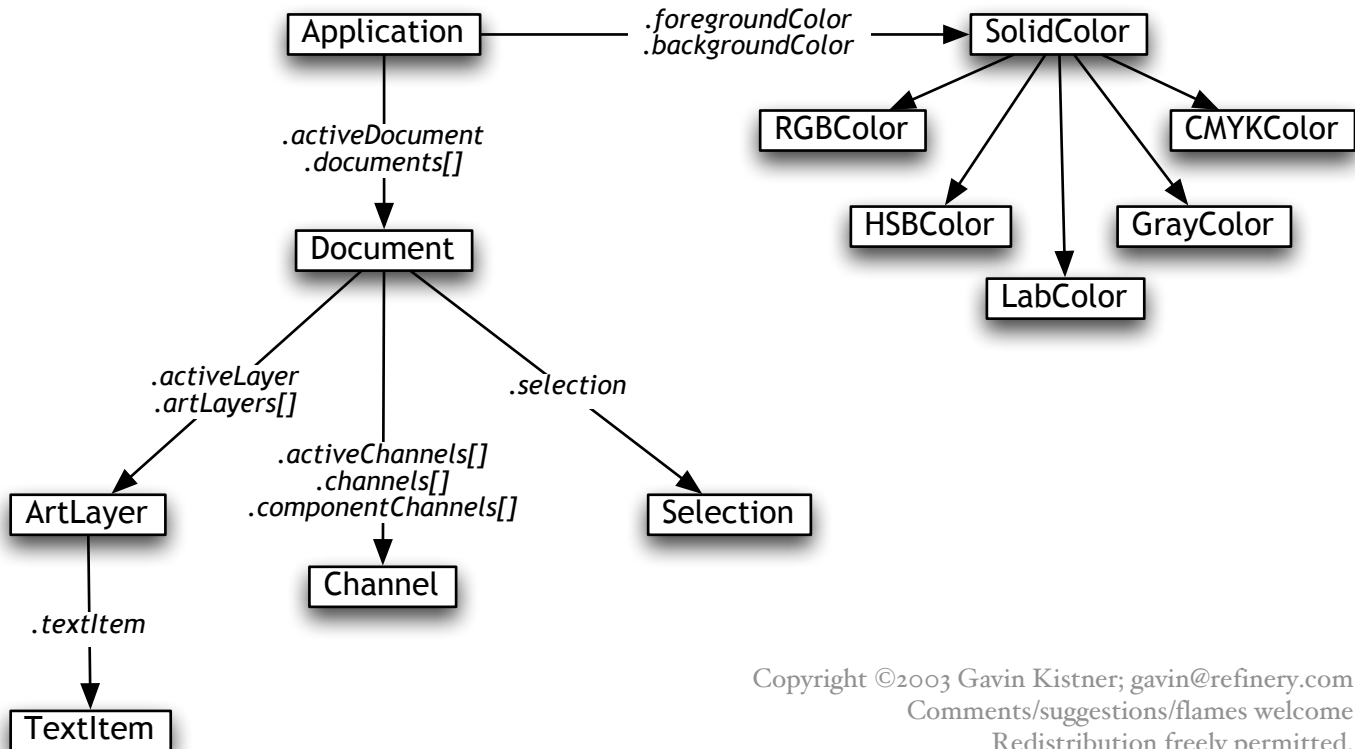 Application
.foregroundColor
.backgroundColor
SolidColor
RGBColor
CMYKColor
.activeDocument
.documents[]
HSBColor
GrayColor
Document
LabColor
.activeLayer
.artLayers[]
.selection
.activeChannels[]
.channels[]
.componentChannels[]
ArtLayer
Selection
Channel
.textItem
TextItem
Copyright ©2003 Gavin Kistner; gavin@refinery.com
Comments/suggestions/flames welcome
Redistribution freely permitted.